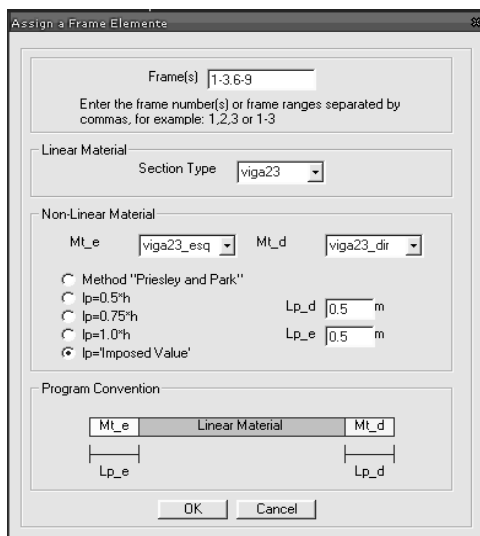 Assign a Frame Elemente
Frame(s) 1-3.6-9
Enter the frame number(s) or frame ranges separated by
commas, for example: 1,2,3 or 1-3
Linear Material
Section Type viga23
Non-Linear Material
Mt_e viga23_esq Mt_d viga23_dir
Method "Priesley and Park"
lp=0.5*h
lp=0.75*h
lp=1.0*h
lp='Imposed Value'
Lp_d 0.5 m
Lp_e 0.5 m
Program Convention
Mt_e Linear Material Mt_d
Lp_e Lp_d
OK Cancel